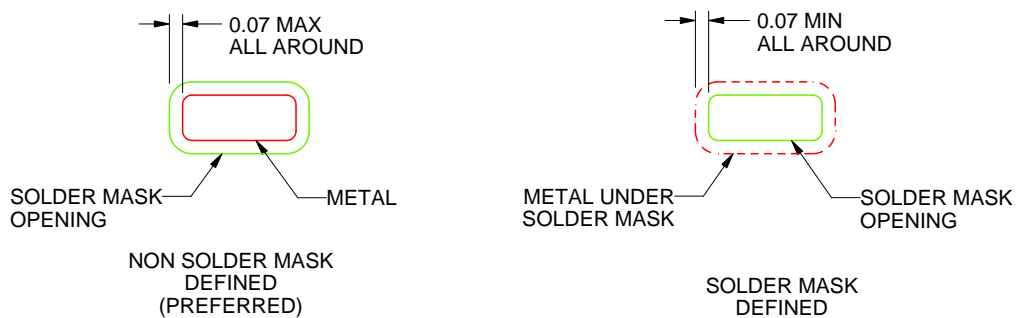 0.07 MAX
ALL AROUND
SOLDER MASK
OPENING
METAL
NON SOLDER MASK
DEFINED
(PREFERRED)
0.07 MIN
ALL AROUND
METAL UNDER
SOLDER MASK
SOLDER MASK
OPENING
SOLDER MASK
DEFINED